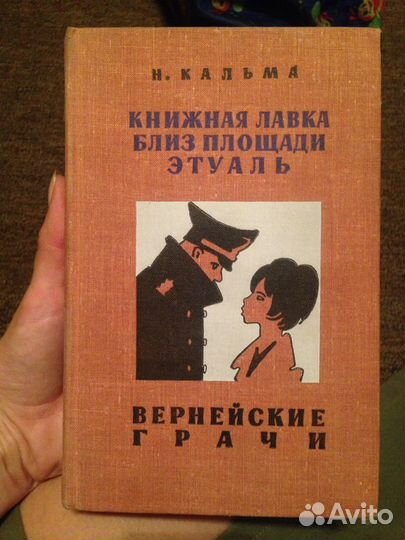 Н. КАЛЬМА
КНИЖНАЯ ЛАВКА
БЛИЗ ПЛОЩАДИ
ЭТУАЛЬ
ВЕРНЕЙСКИЕ
ГРАЧИ
Avito